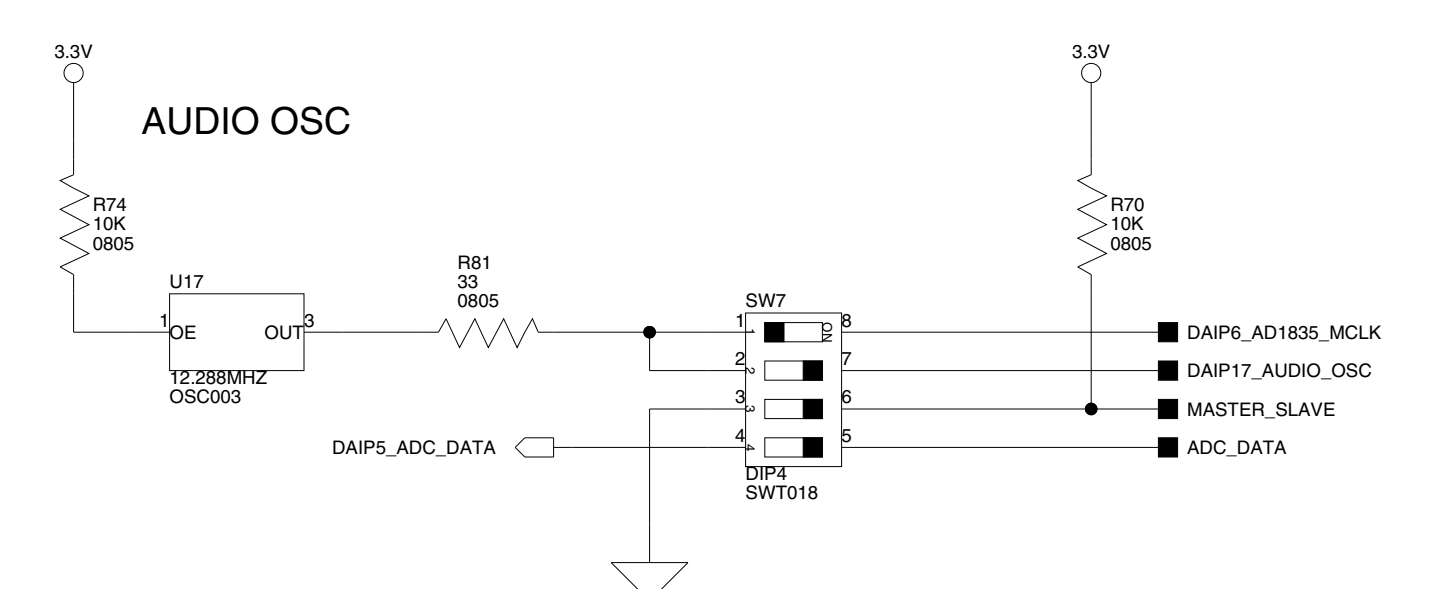 3.3V
3.3V
AUDIO OSC
R74
10K
0805
R70
10K
0805
R81
33
0805
U17
1
OE
OUT
3
12.288MHZ
OSC003
SW7
ON
1
1
8
DAIP6_AD1835_MCLK
2
2
7
DAIP17_AUDIO_OSC
3
3
6
MASTER_SLAVE
DAIP5_ADC_DATA
4
4
5
ADC_DATA
DIP4
SWT018